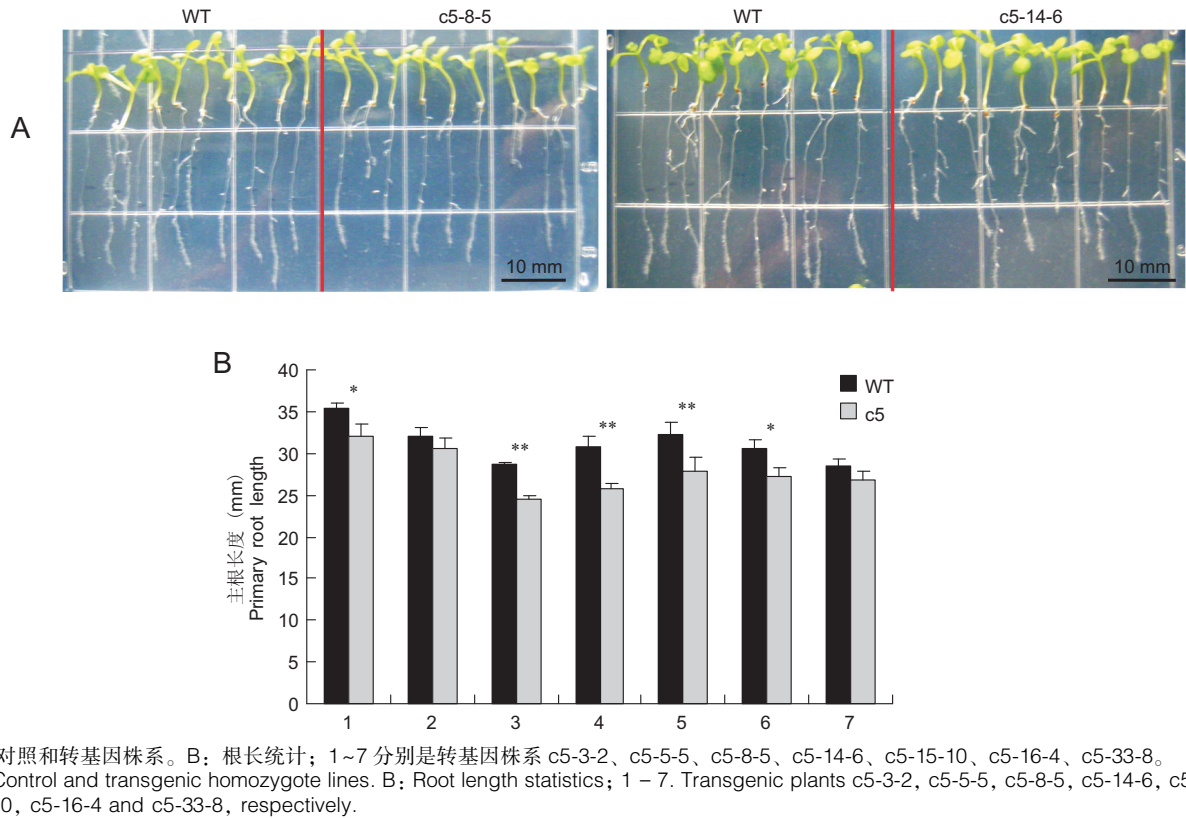 WT c5-8-5 WT c5-14-6
A
10 mm 10 mm
B
40
35
30
25
20
15
10
5
0
主根长度 (mm)
Primary root length
* ** ** ** *
WT
c5
1 2 3 4 5 6 7
对照和转基因株系。B: 根长统计; 1~7 分别是转基因株系 c5-3-2、c5-5-5、c5-8-5、c5-14-6、c5-15-10、c5-16-4、c5-33-8。
Control and transgenic homozygote lines. B: Root length statistics; 1 – 7. Transgenic plants c5-3-2, c5-5-5, c5-8-5, c5-14-6, c5
0, c5-16-4 and c5-33-8, respectively.